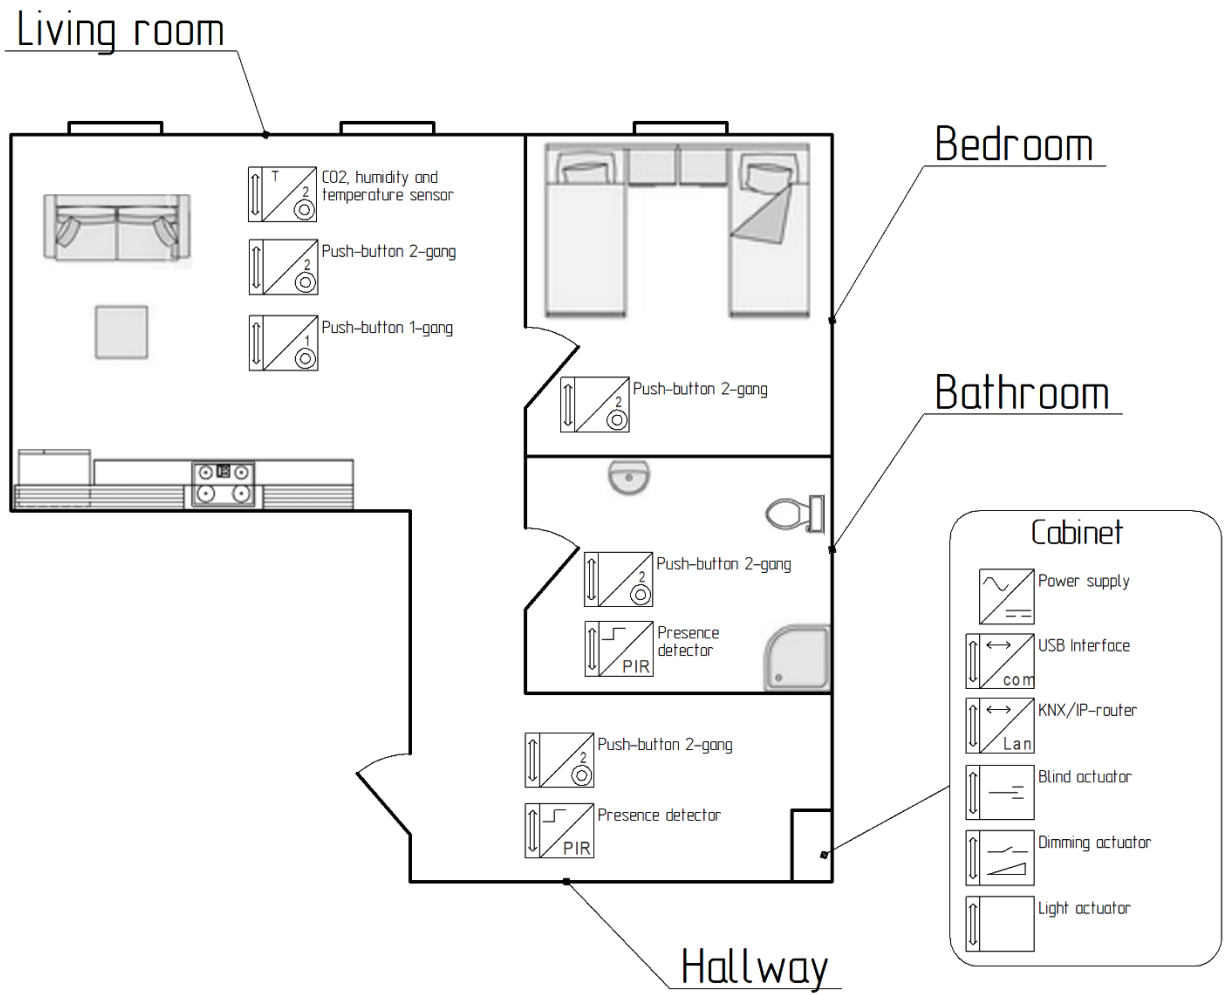 Living room
Bedroom
T
2
CO2, humidity and
temperature sensor
2
Push-button 2-gang
1
Push-button 1-gang
2
Push-button 2-gang
Bathroom
2
Push-button 2-gang
PIR
Presence
detector
2
Push-button 2-gang
PIR
Presence detector
Hallway
Cabinet
Power supply
com
USB Interface
Lan
KNX/IP-router
Blind actuator
Dimming actuator
Light actuator